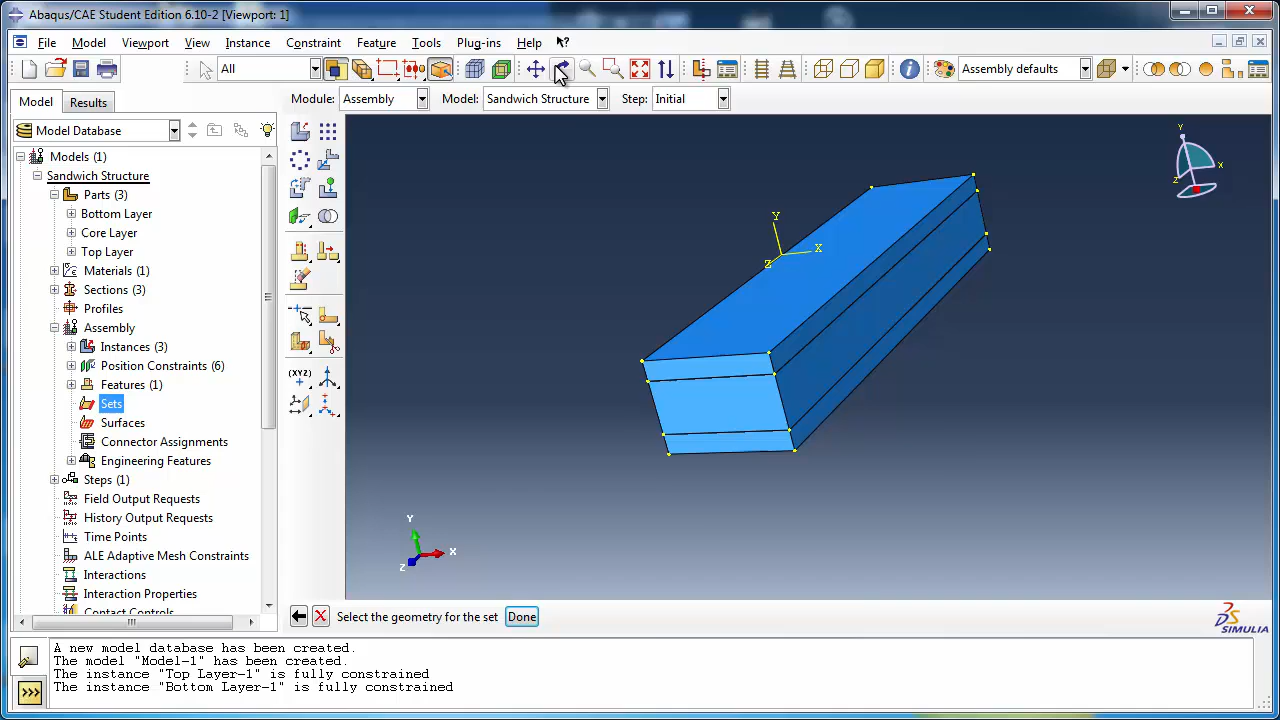 Abaqus/CAE Student Edition 6.10-2 [Viewport: 1]
File Model Viewport View Instance Constraint Feature Tools Plug-ins Help
All Assembly defaults
Model Results Module: Assembly Model: Sandwich Structure Step: Initial
Model Database
Models (1)
Sandwich Structure
Parts (3)
Bottom Layer
Core Layer
Top Layer
Materials (1)
Sections (3)
Profiles
Assembly
Instances (3)
Position Constraints (6)
Features (1)
Sets
Surfaces
Connector Assignments
Engineering Features
Steps (1)
Field Output Requests
History Output Requests
Time Points
ALE Adaptive Mesh Constraints
Interactions
Interaction Properties
Contact Controls
(XYZ)
Y
X
Z
Y
X
Z
Y
X
Z
Select the geometry for the set Done
SIMULIA
A new model database has been created.
The model "Model-1" has been created.
The instance "Top Layer-1" is fully constrained
The instance "Bottom Layer-1" is fully constrained
>>>